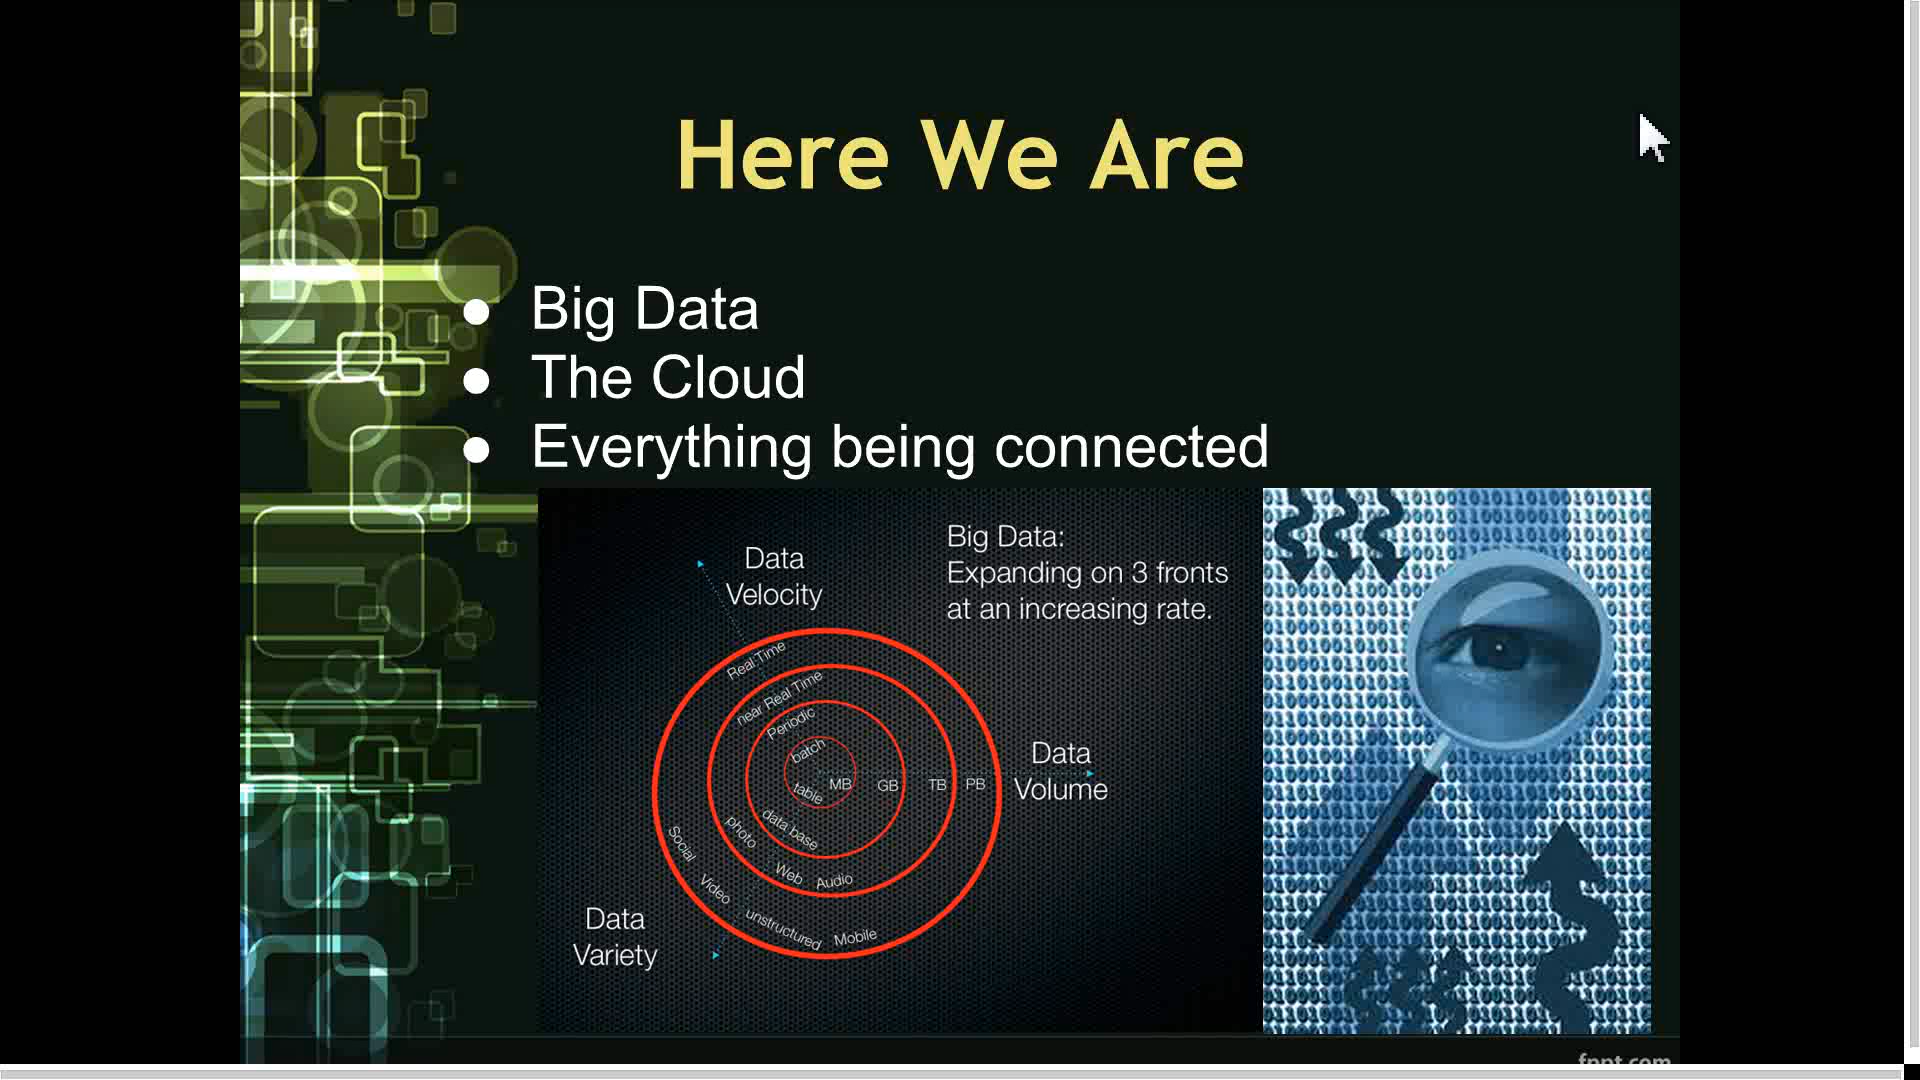 Here We Are
Big Data
The Cloud
Everything being connected
Big Data:
Expanding on 3 fronts
at an increasing rate.
Data
Velocity
Real Time
near Real Time
Periodic
batch
table
MB GB TB PB
Data
Volume
data base
photo
Web Audio
Social
Video
unstructured
Mobile
Data
Variety
fppt.com